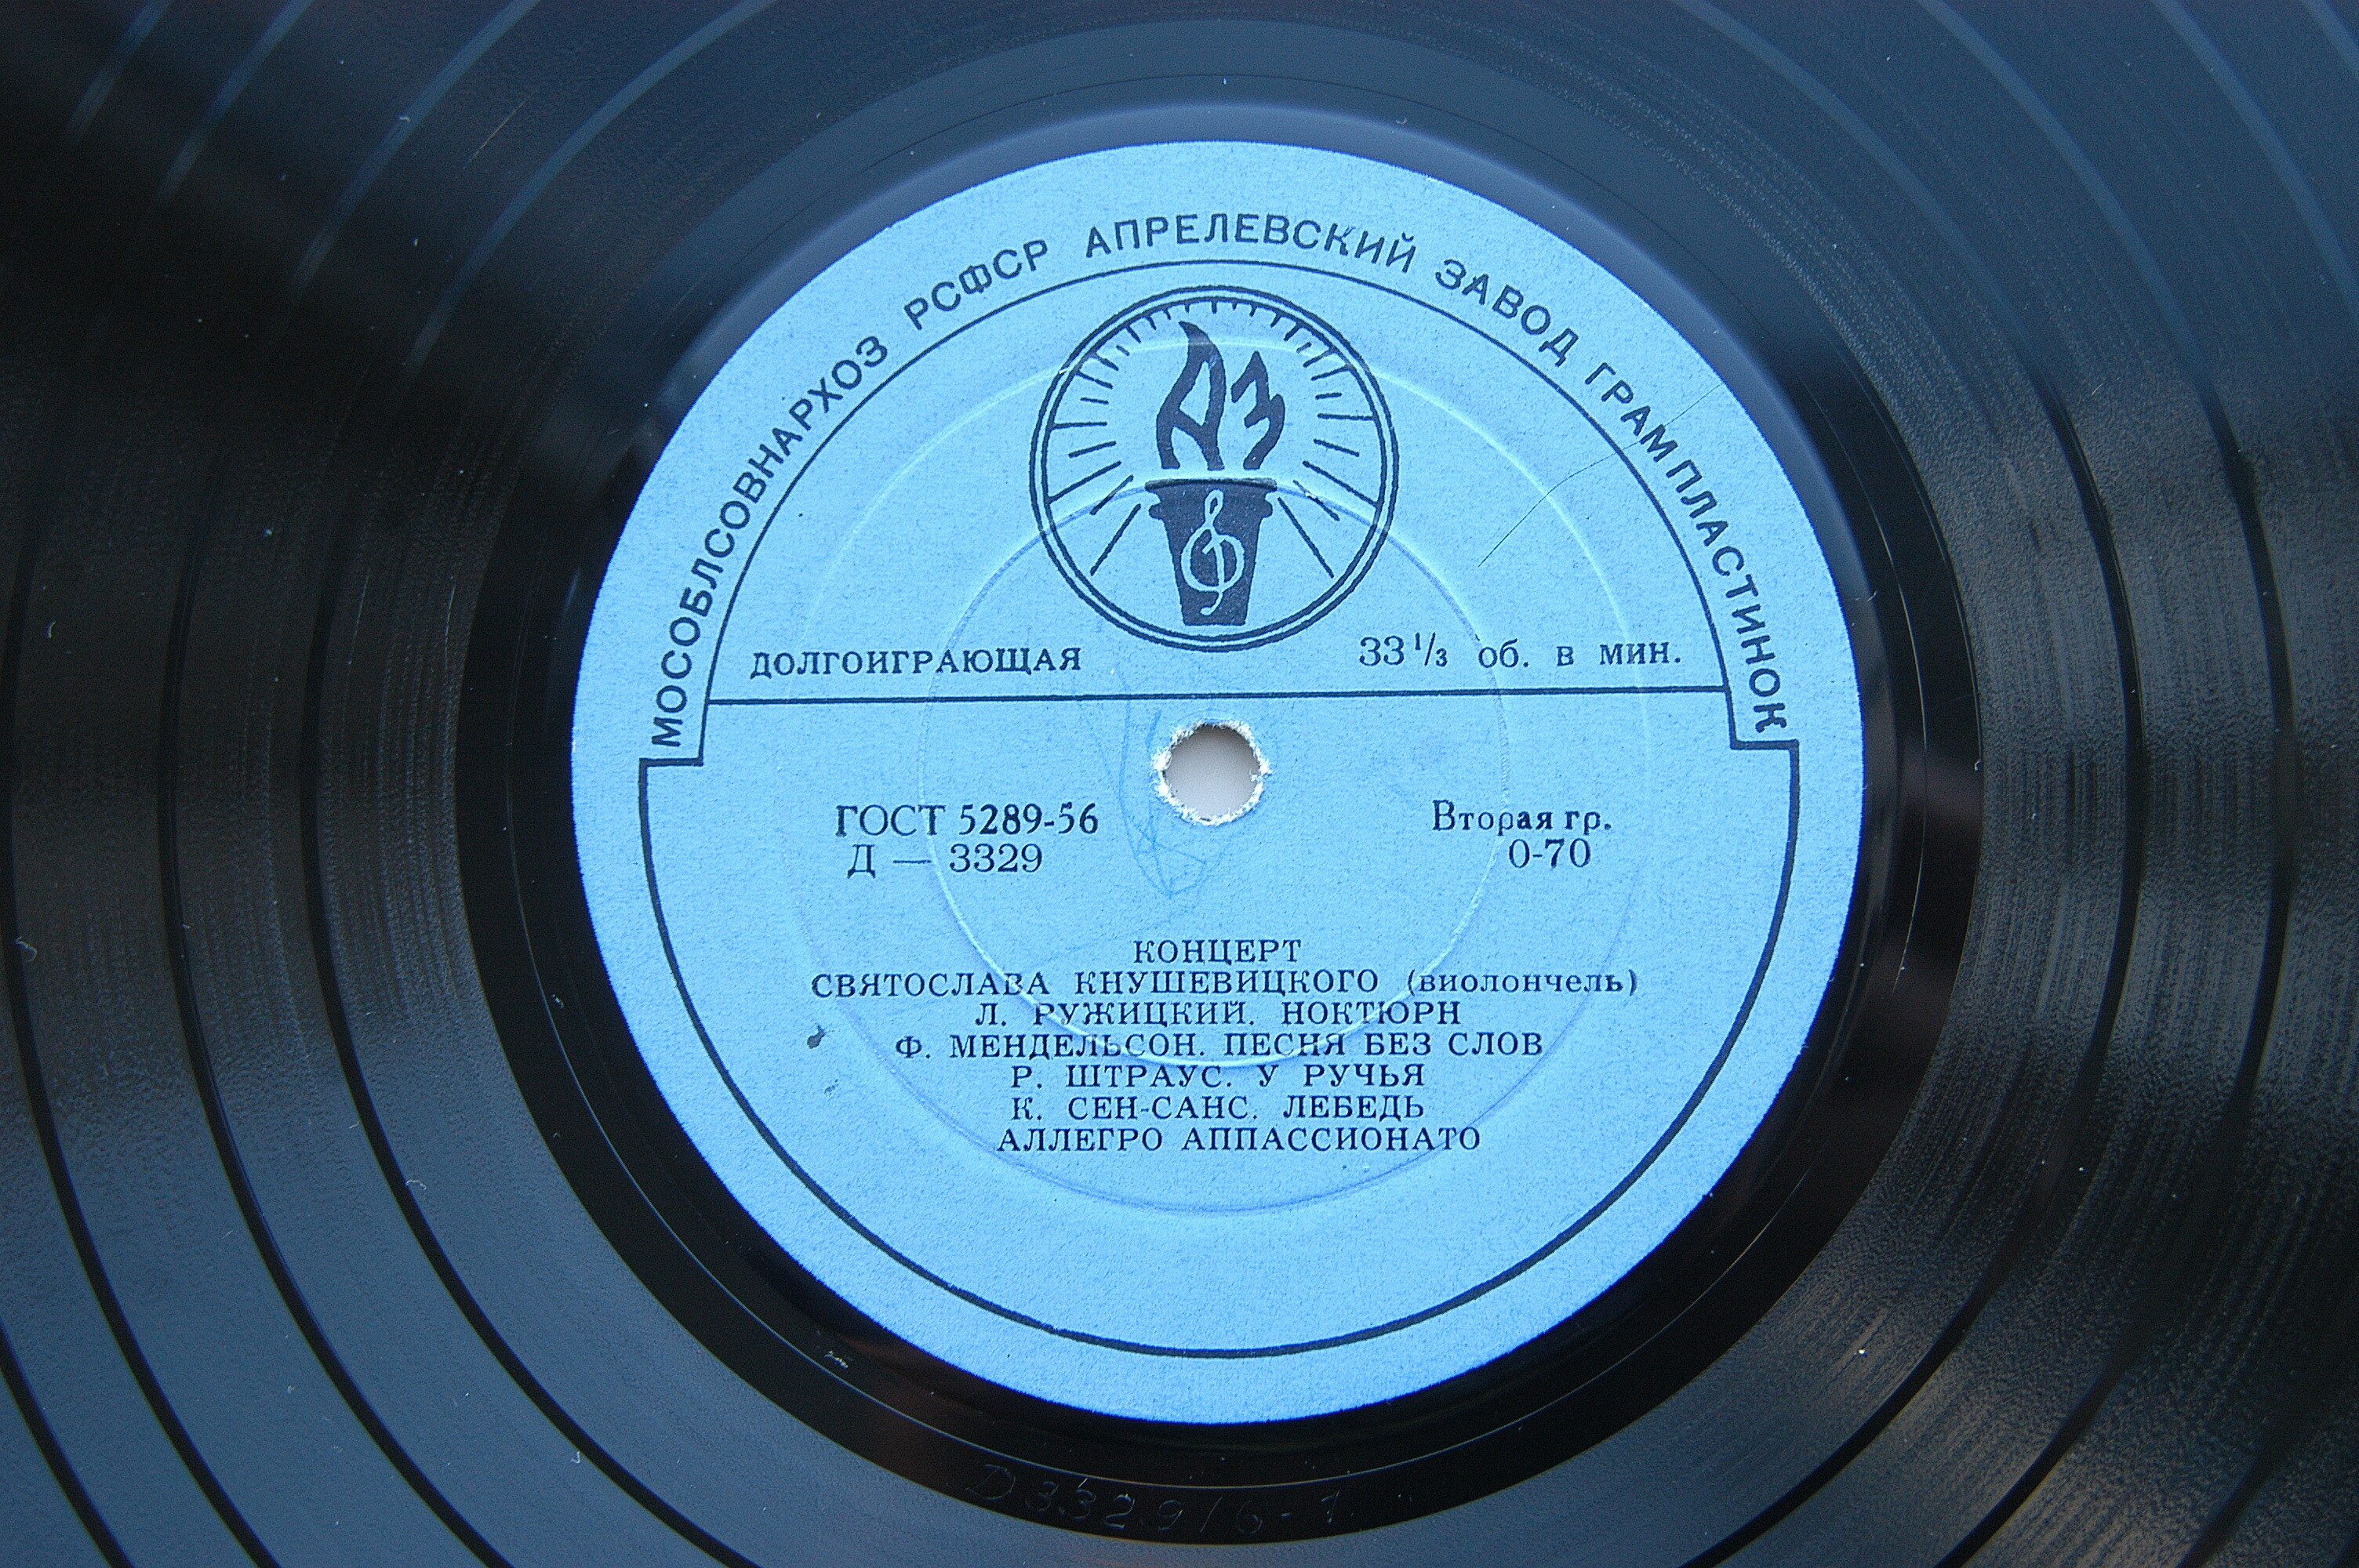 МОСОБЛСОВНАРХОЗ РСФСР АПРЕЛЕВСКИЙ ЗАВОД ГРАМПЛАСТИНОК
АЗ
ДОЛГОИГРАЮЩАЯ 33 1/3 об. в мин.
ГОСТ 5289-56 Вторая гр.
Д — 3329 0-70
КОНЦЕРТ
СВЯТОСЛАВА КНУШЕВИЦКОГО (виолончель)
Л. РУЖИЦКИЙ. НОКТЮРН
Ф. МЕНДЕЛЬСОН. ПЕСНЯ БЕЗ СЛОВ
Р. ШТРАУС. У РУЧЬЯ
К. СЕН-САНС. ЛЕБЕДЬ
АЛЛЕГРО АППАССИОНАТО
D3329/6-1